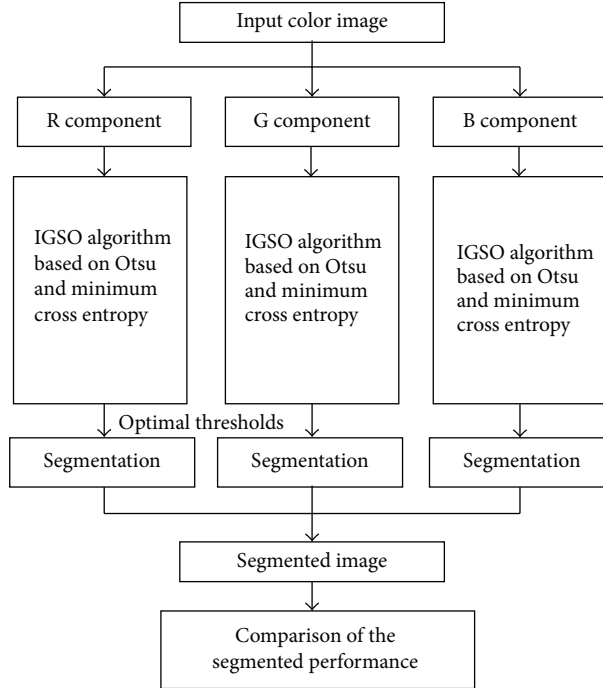 Input color image
R component
G component
B component
IGSO algorithm
based on Otsu
and minimum
cross entropy
IGSO algorithm
based on Otsu
and minimum
cross entropy
IGSO algorithm
based on Otsu
and minimum
cross entropy
Optimal thresholds
Segmentation
Segmentation
Segmentation
Segmented image
Comparison of the
segmented performance